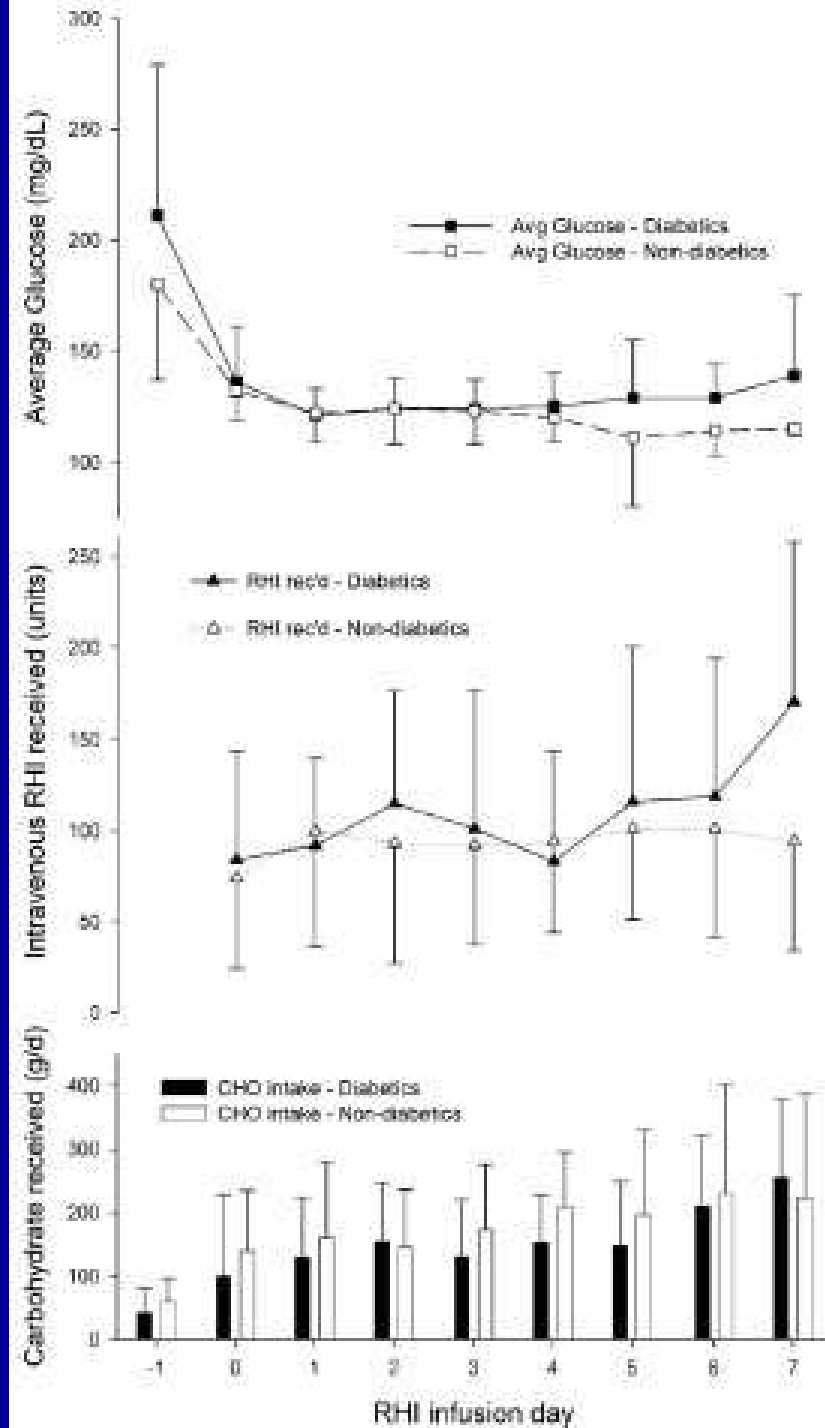 300
250
200
150
100
Average Glucose (mg/dL)
Avg Glucose - Diabetics
Avg Glucose - Non-diabetics
250
200
150
100
50
0
Intravenous RHI received (units)
RHI rec'd - Diabetics
RHI rec'd - Non-diabetics
400
300
200
100
0
Carbohydrate received (g/d)
CHO intake - Diabetics
CHO intake - Non-diabetics
-1 0 1 2 3 4 5 6 7
RHI infusion day